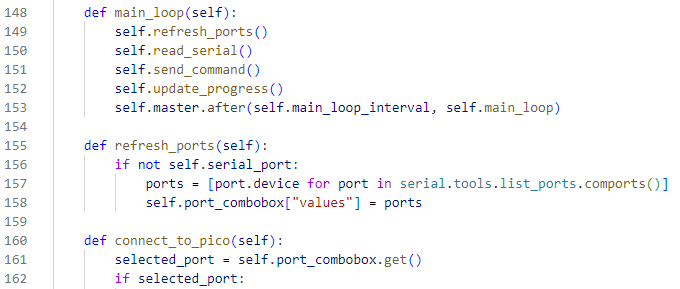 148 def main_loop(self):
149 self.refresh_ports()
150 self.read_serial()
151 self.send_command()
152 self.update_progress()
153 self.master.after(self.main_loop_interval, self.main_loop)
154
155 def refresh_ports(self):
156 if not self.serial_port:
157 ports = [port.device for port in serial.tools.list_ports.comports()]
158 self.port_combobox["values"] = ports
159
160 def connect_to_pico(self):
161 selected_port = self.port_combobox.get()
162 if selected_port: